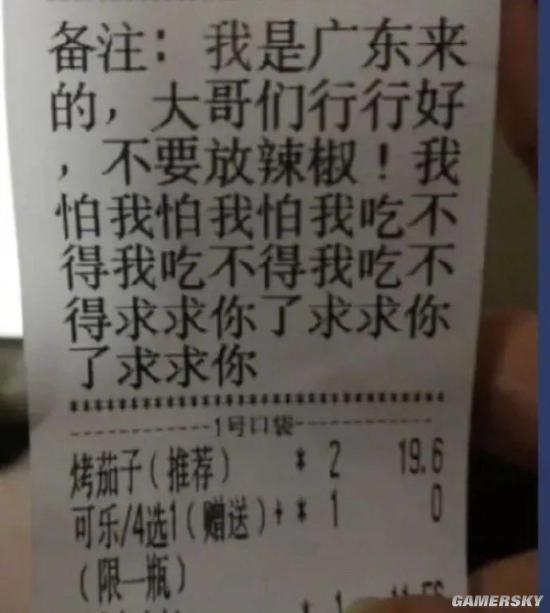 备注：我是广东来
的，大哥们行行好
，不要放辣椒！我
怕我怕我怕我吃不
得我吃不得我吃不
得求求你了求求你
了求求你
1号口袋
烤茄子(推荐) * 2 19.6
可乐/4选1(赠送)+ * 1 0
(限一瓶)
GAMERSKY